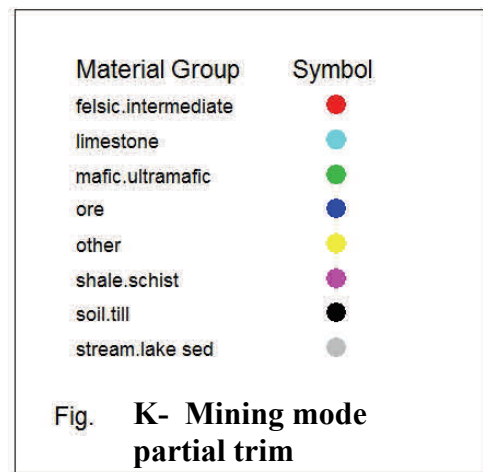 Material Group Symbol
felsic.intermediate
limestone
mafic.ultramafic
ore
other
shale.schist
soil.till
stream.lake sed
Fig. K- Mining mode
partial trim